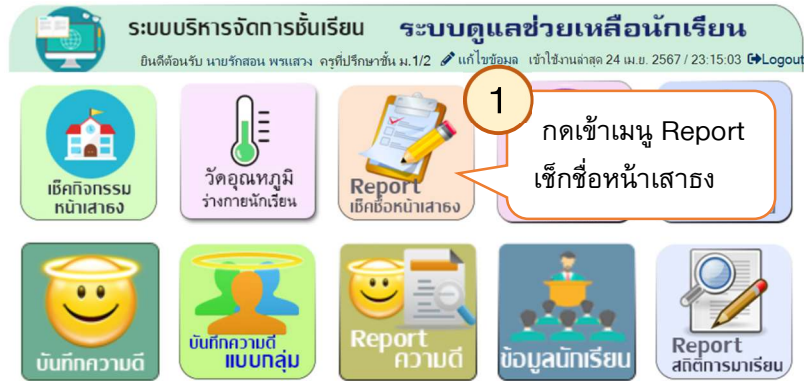 ระบบบริหารจัดการชั้นเรียน ระบบดูแลช่วยเหลือนักเรียน
ยินดีต้อนรับ นายรักสอน พรแสวง ครูที่ปรึกษาชั้น ม.1/2 แก้ไขข้อมูล เข้าใช้งานล่าสุด 24 เม.ย. 2567 / 23:15:03 Logout
1
กดเข้าเมนู Report
เช็กชื่อหน้าเสาธง
เช็คกิจกรรม
หน้าเสาธง
วัดอุณหภูมิ
ร่างกายนักเรียน
Report
เช็คชื่อหน้าเสาธง
บันทึกความดี
บันทึกความดี
แบบกลุ่ม
Report
ความดี
ข้อมูลนักเรียน
Report
สถิติการมาเรียน